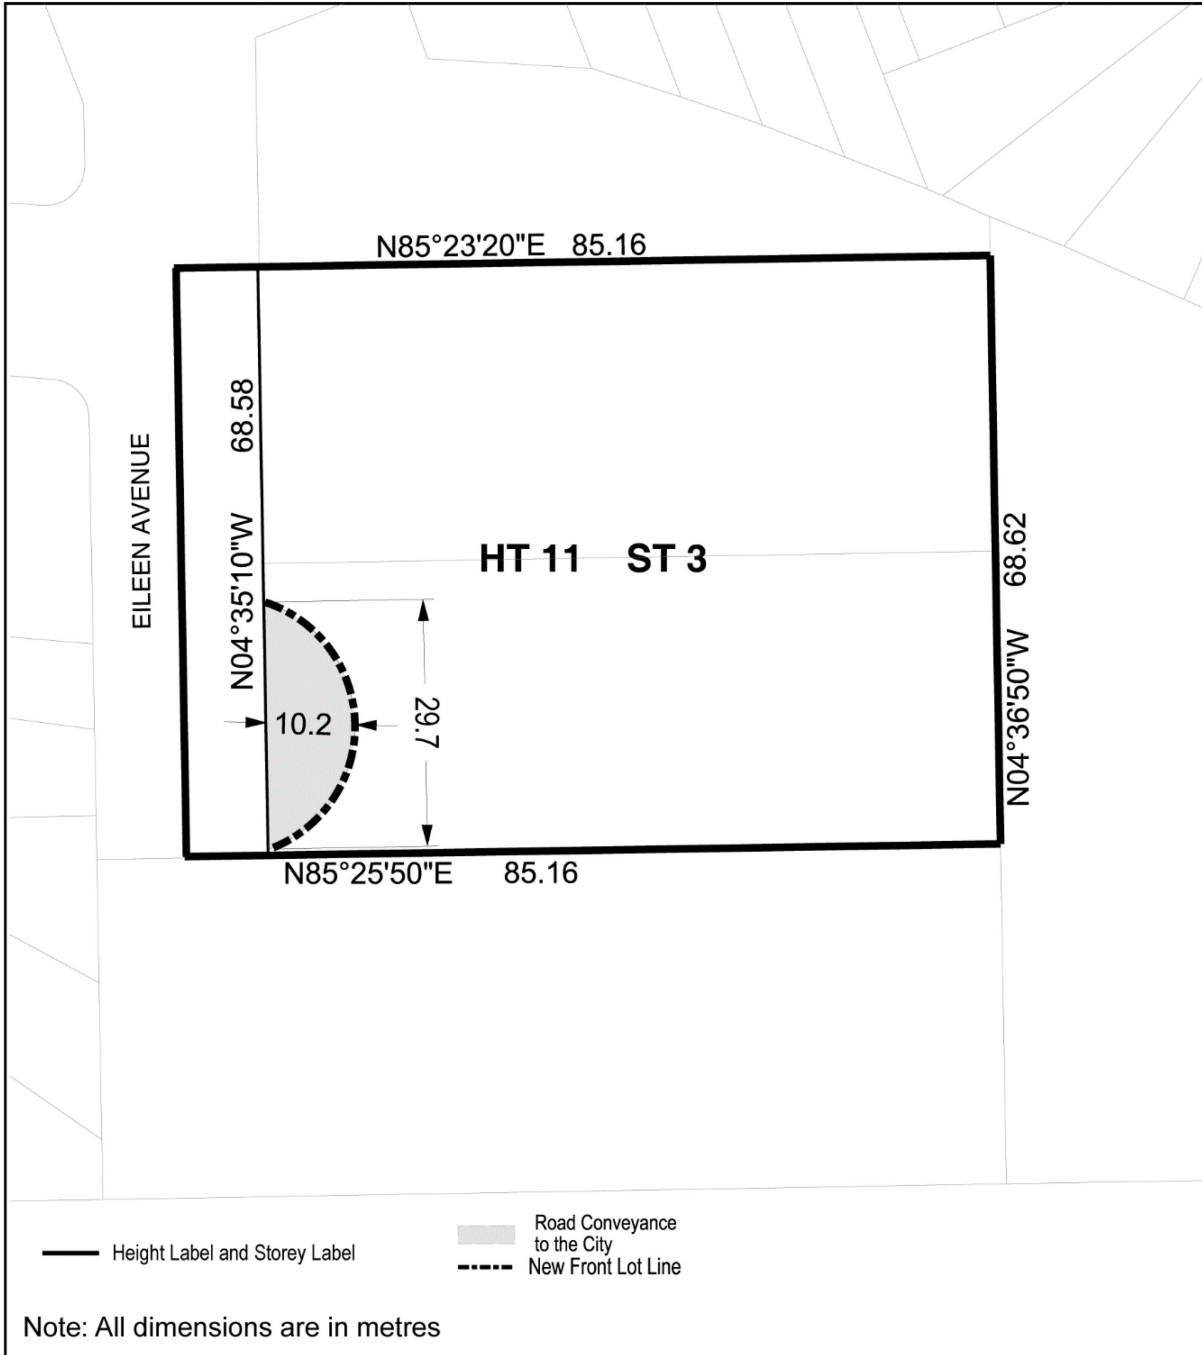 N85°23'20"E 85.16
EILEEN AVENUE
N04°35'10"W 68.58
HT 11 ST 3
N04°36'50"W 68.62
10.2
29.7
N85°25'50"E 85.16
Height Label and Storey Label
Road Conveyance
to the City
New Front Lot Line
Note: All dimensions are in metres